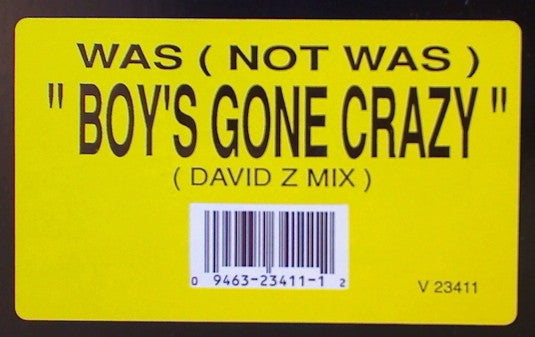 WAS ( NOT WAS )
" BOY'S GONE CRAZY "
( DAVID Z MIX )
0 9463-23411-1 2
V 23411